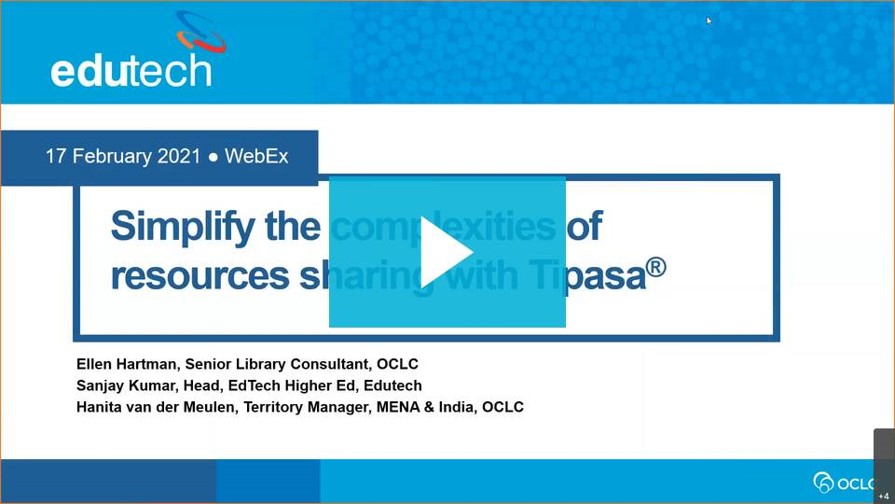 edutech
17 February 2021 ● WebEx
Simplify the complexities of
resources sharing with Tipasa®
Ellen Hartman, Senior Library Consultant, OCLC
Sanjay Kumar, Head, EdTech Higher Ed, Edutech
Hanita van der Meulen, Territory Manager, MENA & India, OCLC
OCLC
+4